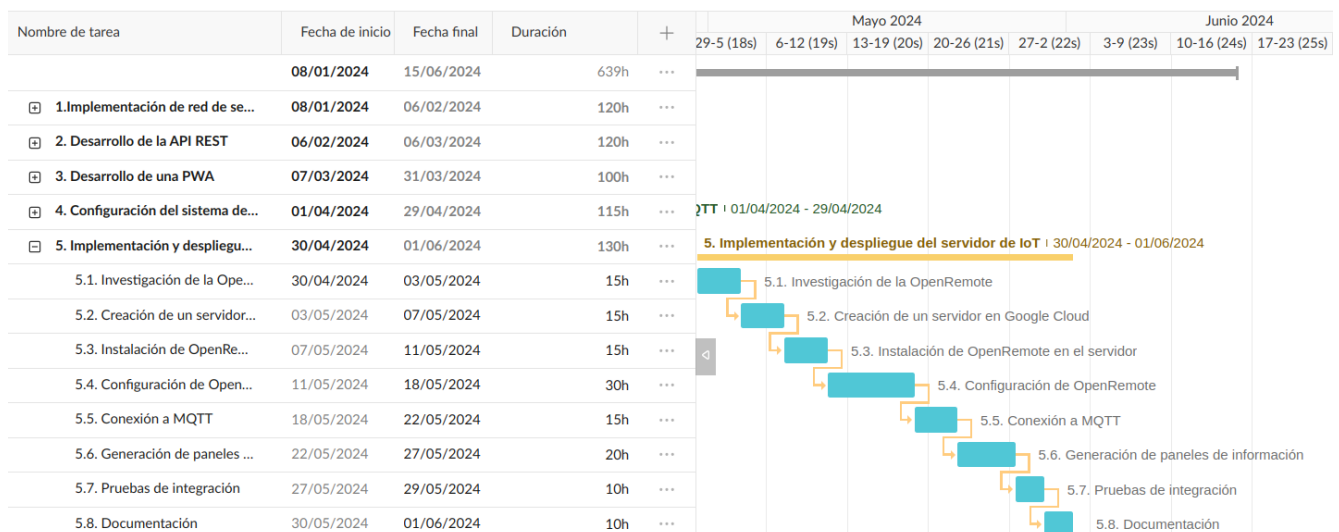 Nombre de tarea Fecha de inicio Fecha final Duración
Mayo 2024 Junio 2024
29-5 (18s) 6-12 (19s) 13-19 (20s) 20-26 (21s) 27-2 (22s) 3-9 (23s) 10-16 (24s) 17-23 (25s)
08/01/2024 15/06/2024 639h
1.Implementación de red de se... 08/01/2024 06/02/2024 120h
2. Desarrollo de la API REST 06/02/2024 06/03/2024 120h
3. Desarrollo de una PWA 07/03/2024 31/03/2024 100h
4. Configuración del sistema de... 01/04/2024 29/04/2024 115h QTT 01/04/2024 - 29/04/2024
5. Implementación y despliegu... 30/04/2024 01/06/2024 130h 5. Implementación y despliegue del servidor de IoT 30/04/2024 - 01/06/2024
5.1. Investigación de la Ope... 30/04/2024 03/05/2024 15h 5.1. Investigación de la OpenRemote
5.2. Creación de un servidor... 03/05/2024 07/05/2024 15h 5.2. Creación de un servidor en Google Cloud
5.3. Instalación de OpenRe... 07/05/2024 11/05/2024 15h 5.3. Instalación de OpenRemote en el servidor
5.4. Configuración de Open... 11/05/2024 18/05/2024 30h 5.4. Configuración de OpenRemote
5.5. Conexión a MQTT 18/05/2024 22/05/2024 15h 5.5. Conexión a MQTT
5.6. Generación de paneles ... 22/05/2024 27/05/2024 20h 5.6. Generación de paneles de información
5.7. Pruebas de integración 27/05/2024 29/05/2024 10h 5.7. Pruebas de integración
5.8. Documentación 30/05/2024 01/06/2024 10h 5.8. Documentación